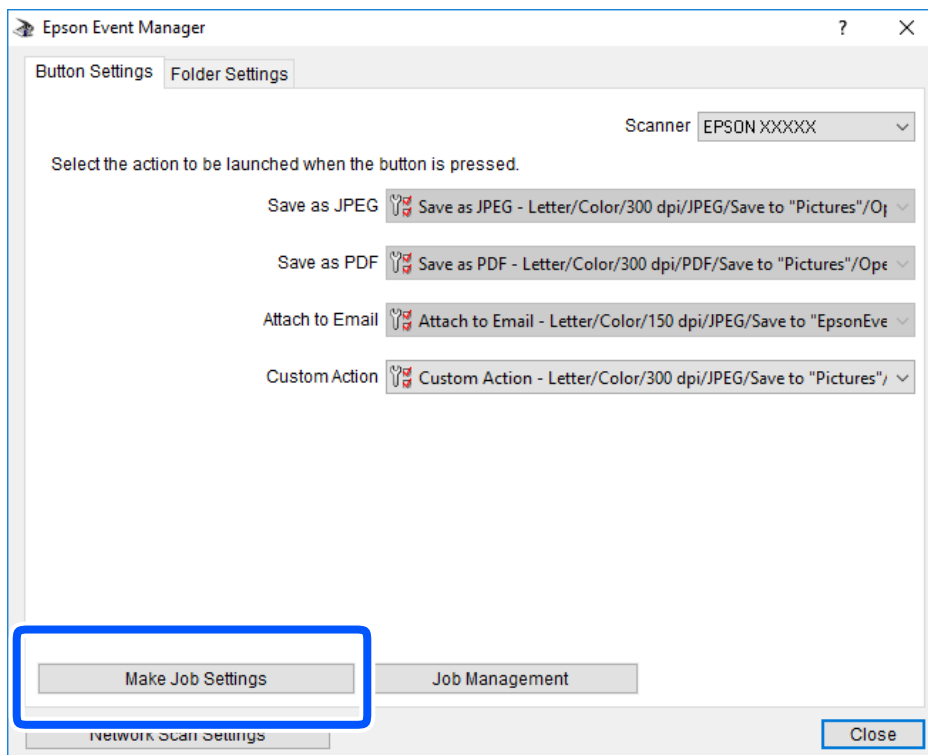 Epson Event Manager
?
Button Settings
Folder Settings
Scanner EPSON XXXXX
Select the action to be launched when the button is pressed.
Save as JPEG Save as JPEG - Letter/Color/300 dpi/JPEG/Save to "Pictures"/Op
Save as PDF Save as PDF - Letter/Color/300 dpi/PDF/Save to "Pictures"/Ope
Attach to Email Attach to Email - Letter/Color/150 dpi/JPEG/Save to "EpsonEve
Custom Action Custom Action - Letter/Color/300 dpi/JPEG/Save to "Pictures"/
Make Job Settings Job Management
Network Scan Settings Close